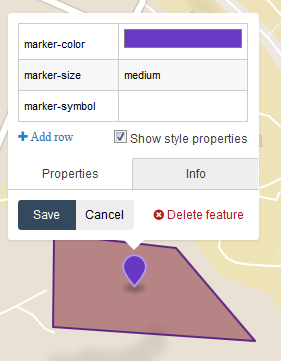 marker-color
marker-size medium
marker-symbol
+ Add row Show style properties
Properties Info
Save Cancel Delete feature